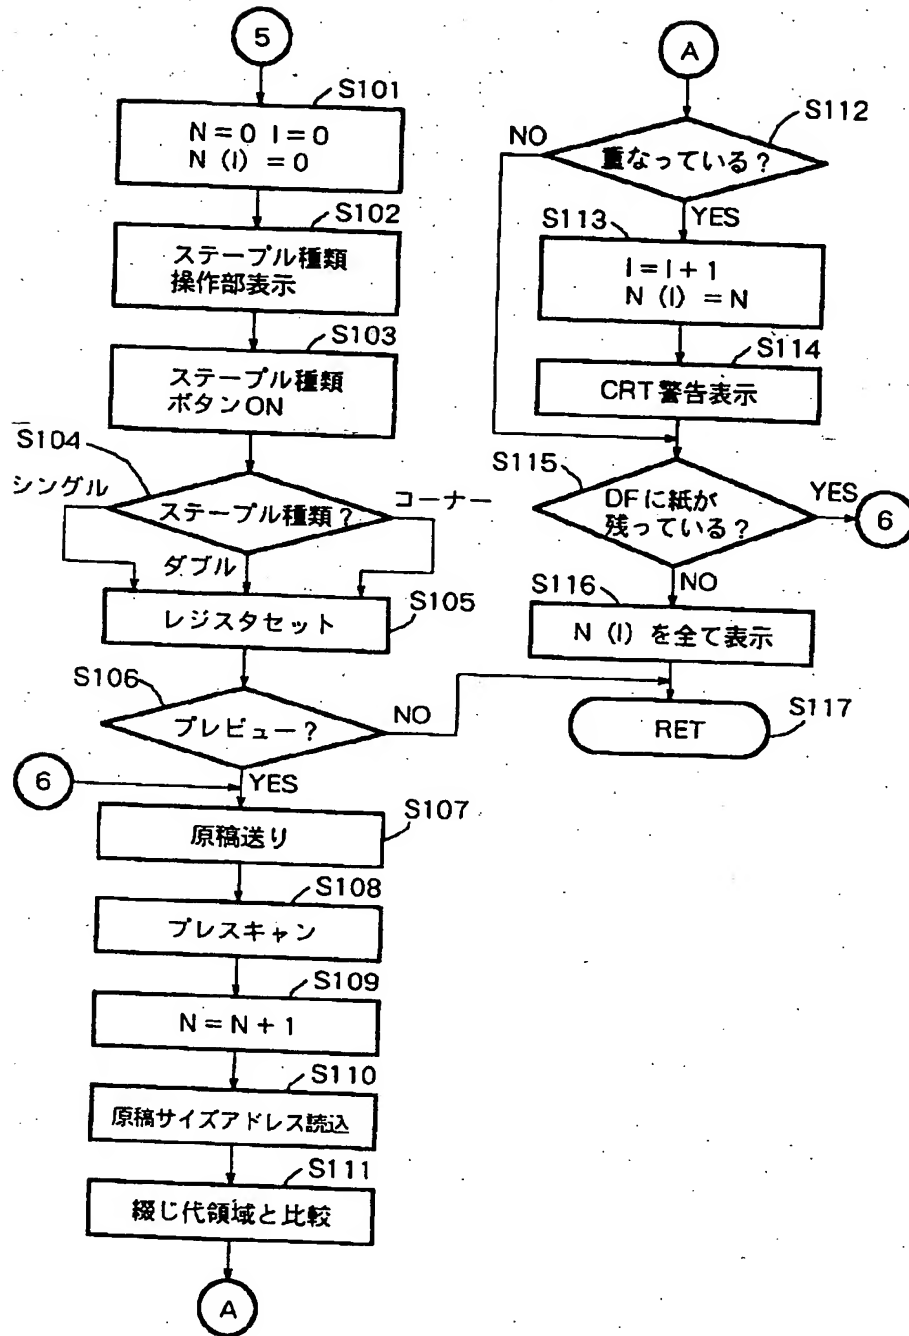 5
S101
N=0 I=0
N(I)=0
S102
ステープル種類
操作部表示
S103
ステープル種類
ボタンON
S104
シングル
ステープル種類?
コーナー
ダブル
レジスタセット
S105
S106
プレビュー?
NO
YES
6
原稿送り
S107
S108
プレスキャン
S109
N=N+1
S110
原稿サイズアドレス読込
S111
綴じ代領域と比較
A
A
S112
NO
重なっている?
YES
S113
I=I+1
N(I)=N
S114
CRT警告表示
S115
DFに紙が
残っている?
YES
6
NO
S116
N(I)を全て表示
RET
S117